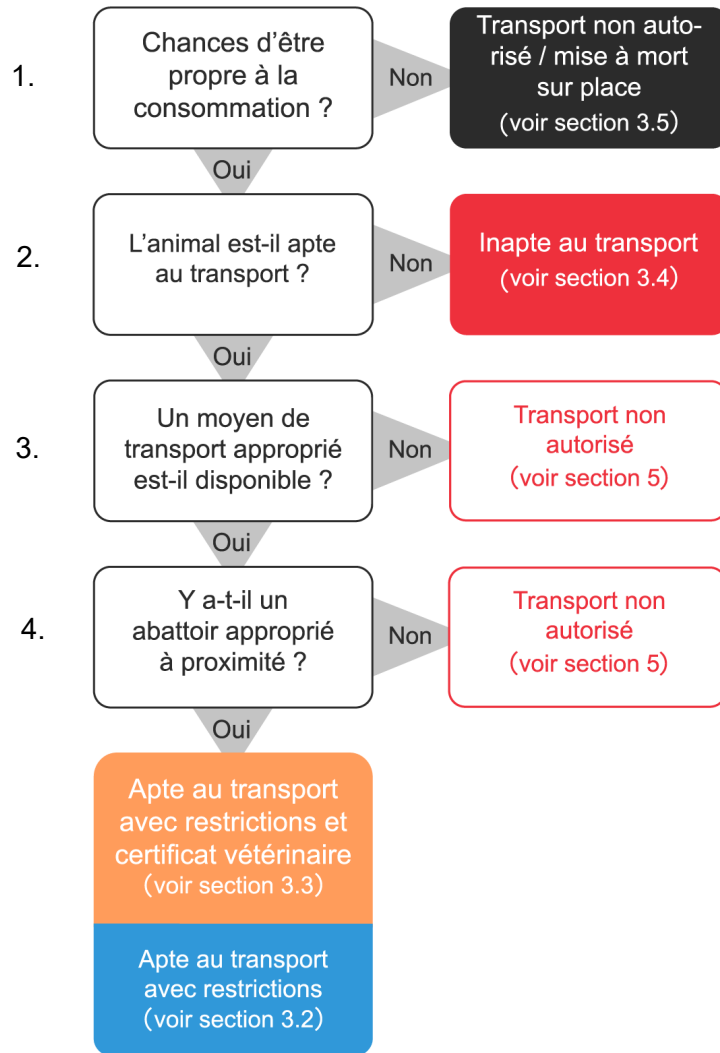 1.
Chances d'être
propre à la
consommation ?
Non
Transport non auto-
risé / mise à mort
sur place
(voir section 3.5)
Oui
2.
L'animal est-il apte
au transport ?
Non
Inapte au transport
(voir section 3.4)
Oui
3.
Un moyen de
transport approprié
est-il disponible ?
Non
Transport non
autorisé
(voir section 5)
Oui
4.
Y a-t-il un
abattoir approprié
à proximité ?
Non
Transport non
autorisé
(voir section 5)
Oui
Apte au transport
avec restrictions et
certificat vétérinaire
(voir section 3.3)
Apte au transport
avec restrictions
(voir section 3.2)